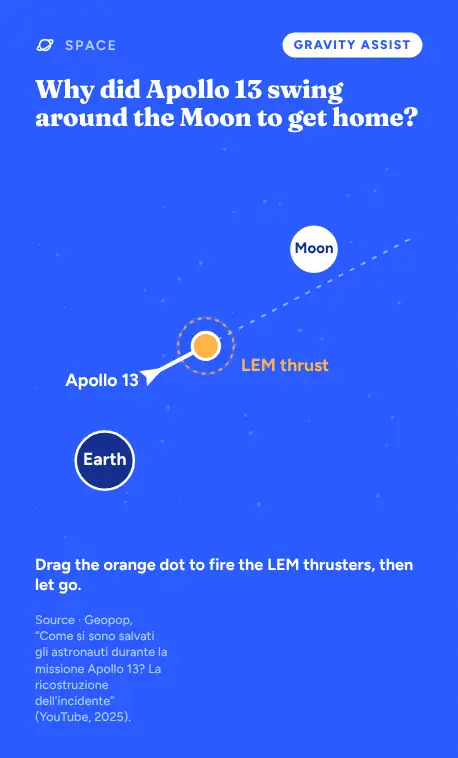 SPACE
GRAVITY ASSIST
Why did Apollo 13 swing
around the Moon to get home?
Moon
LEM thrust
Apollo 13
Earth
Drag the orange dot to fire the LEM thrusters, then
let go.
Source · Geopop,
“Come si sono salvati
gli astronauti durante la
missione Apollo 13? La
ricostruzione
dell’incidente”
(YouTube, 2025).